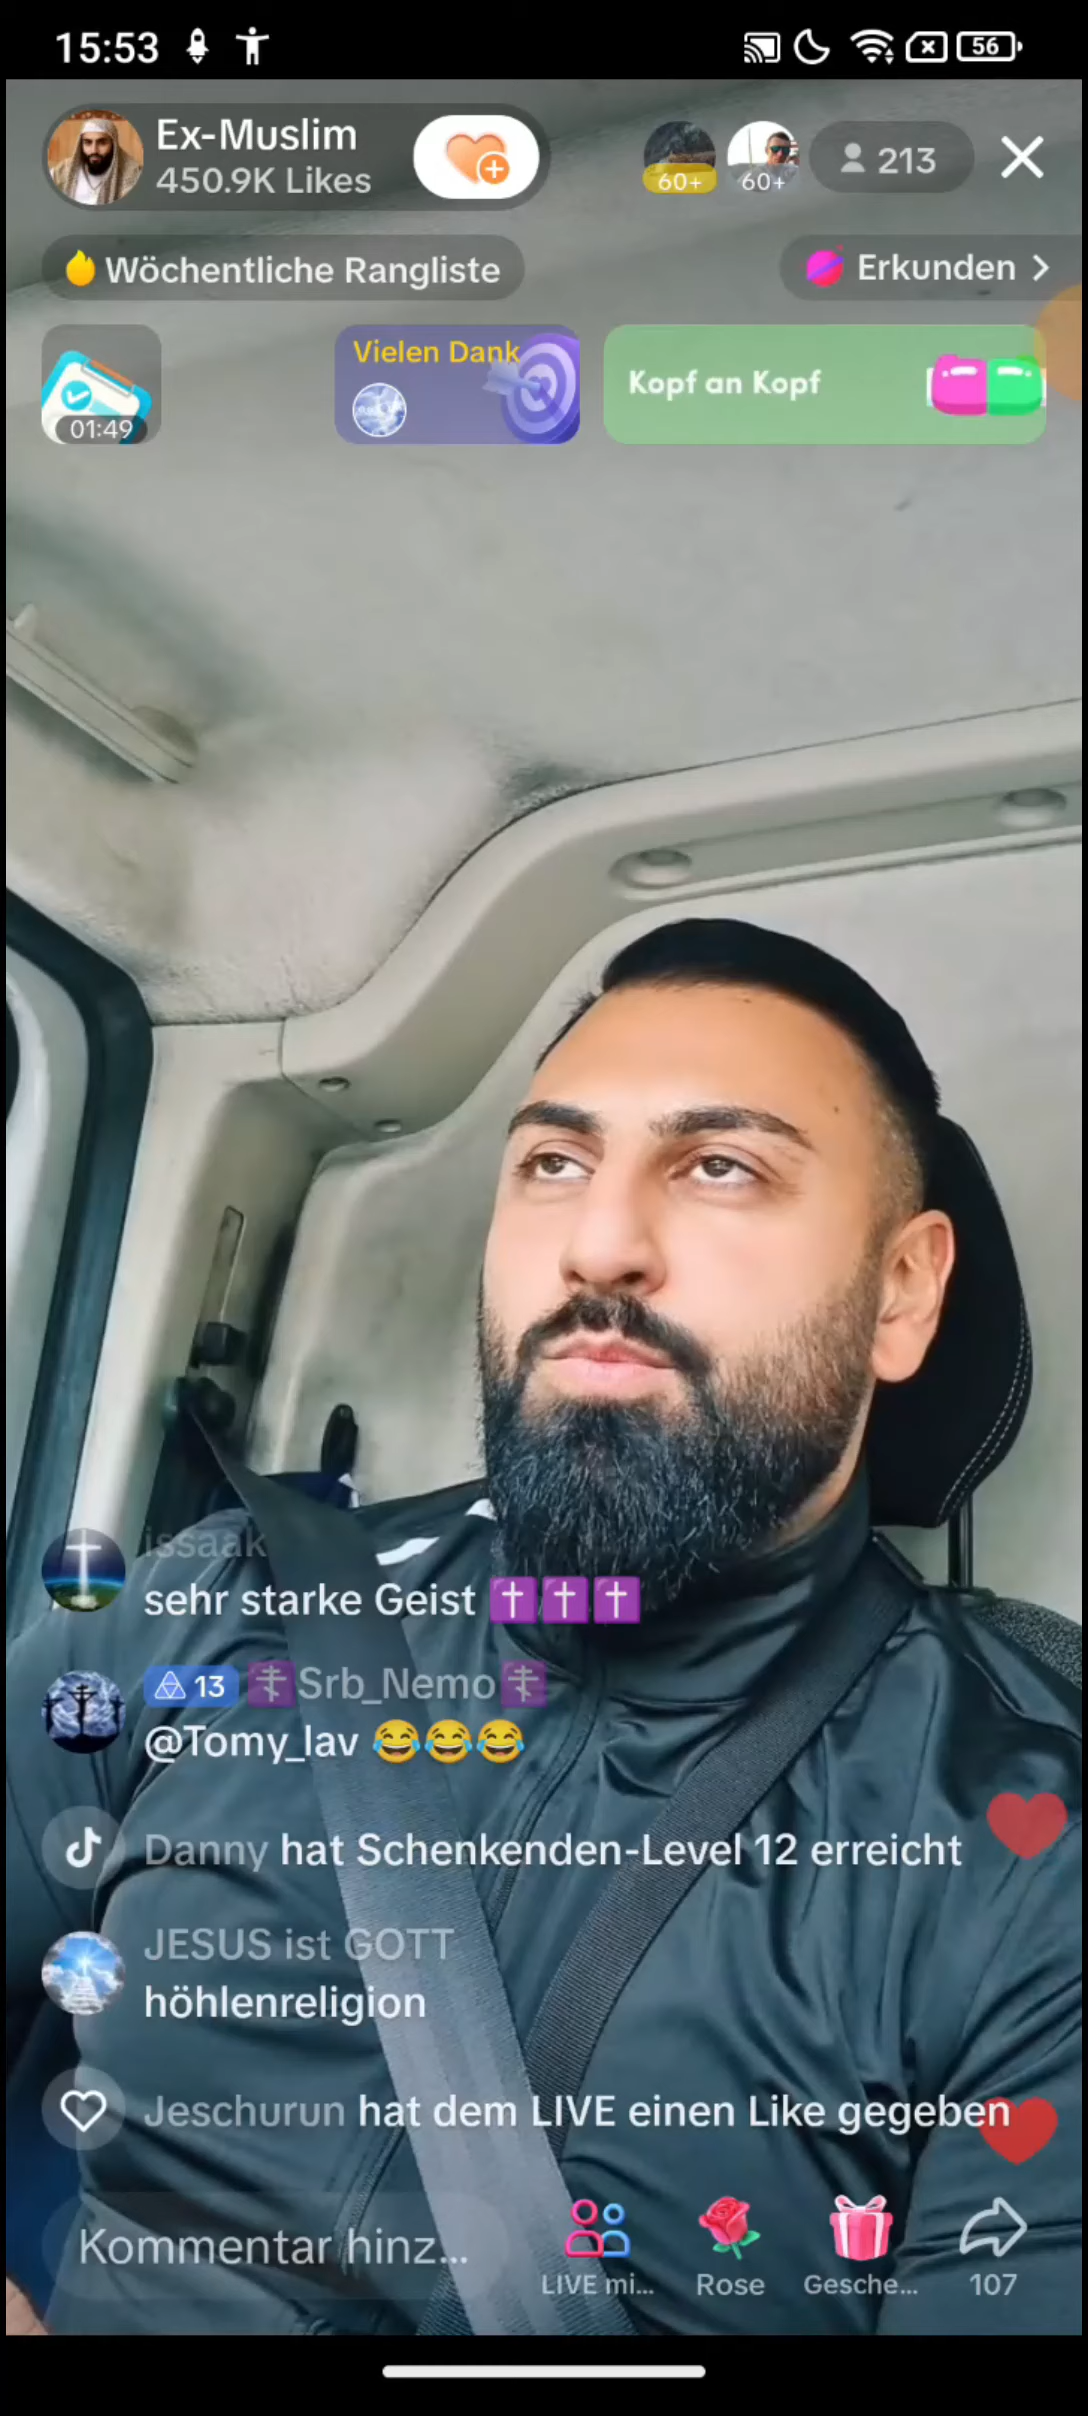 15:53
56
Ex-Muslim
450.9K Likes
60+
60+
213
Wöchentliche Rangliste
Erkunden
01:49
Vielen Dank
Kopf an Kopf
issaak
sehr starke Geist ✝️✝️✝️
13 ☦️Srb_Nemo☦️
@Tomy_lav 😂😂😂
Danny hat Schenkenden-Level 12 erreicht
JESUS ist GOTT
höhlenreligion
Jeschurun hat dem LIVE einen Like gegeben
Kommentar hinz...
LIVE mi...
Rose
Gesche...
107